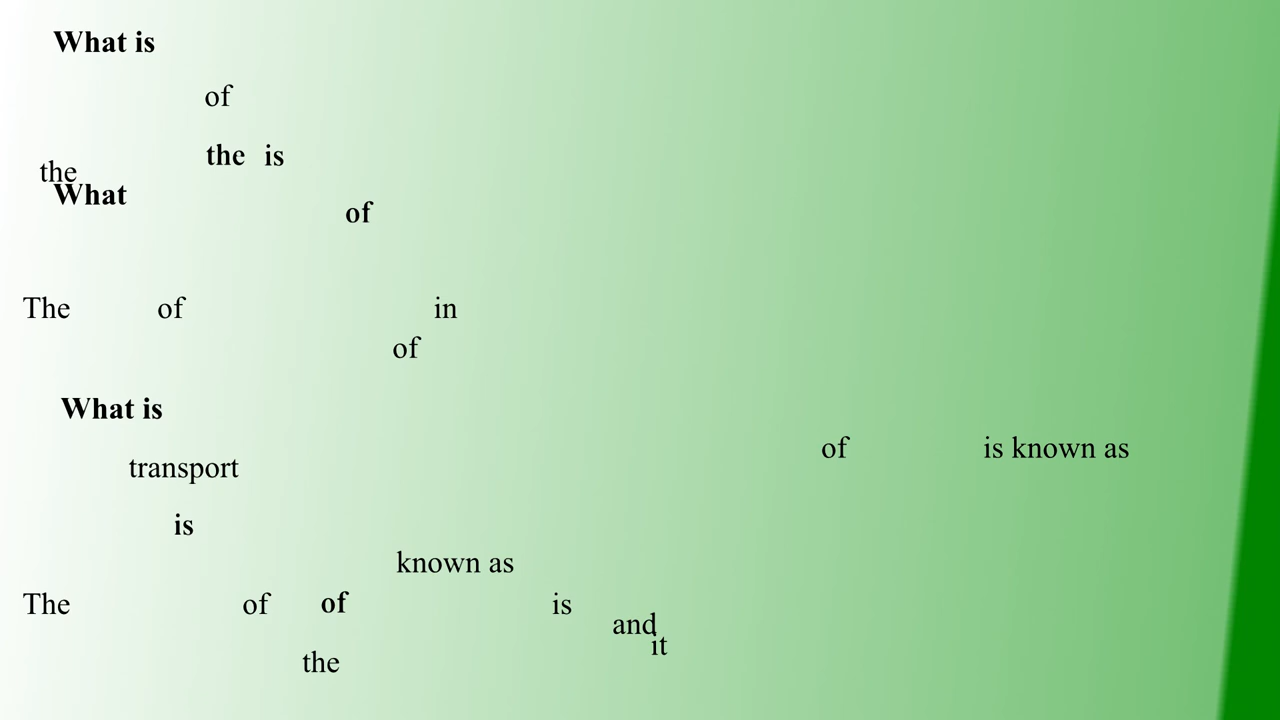 What is
of
the is
the
What
of
The of in
of
What is
of is known as
transport
is
known as
The of of is
and
it
the